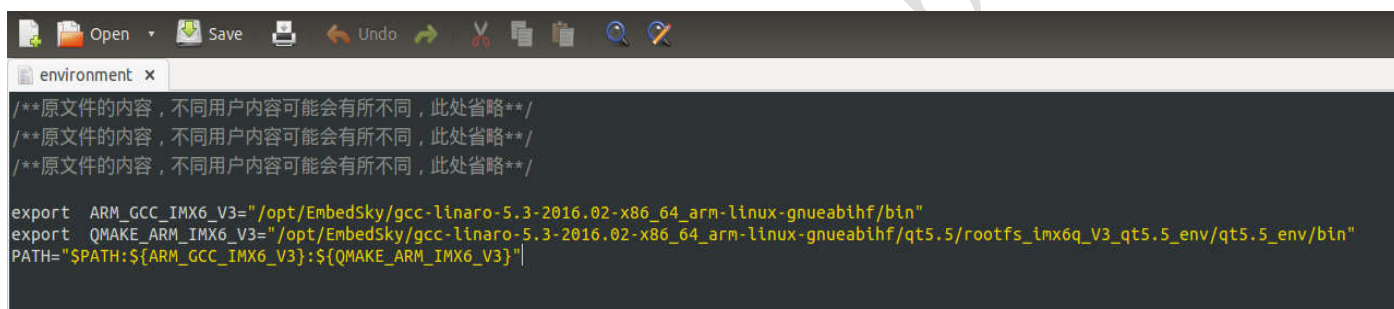 Open Save Undo
environment x
/**原文件的内容，不同用户内容可能会有所不同，此处省略**/
/**原文件的内容，不同用户内容可能会有所不同，此处省略**/
/**原文件的内容，不同用户内容可能会有所不同，此处省略**/
export ARM_GCC_IMX6_V3="/opt/EmbedSky/gcc-linaro-5.3-2016.02-x86_64_arm-linux-gnueabihf/bin"
export QMAKE_ARM_IMX6_V3="/opt/EmbedSky/gcc-linaro-5.3-2016.02-x86_64_arm-linux-gnueabihf/qt5.5/rootfs_imx6q_V3_qt5.5_env/qt5.5_env/bin"
PATH="$PATH:${ARM_GCC_IMX6_V3}:${QMAKE_ARM_IMX6_V3}"